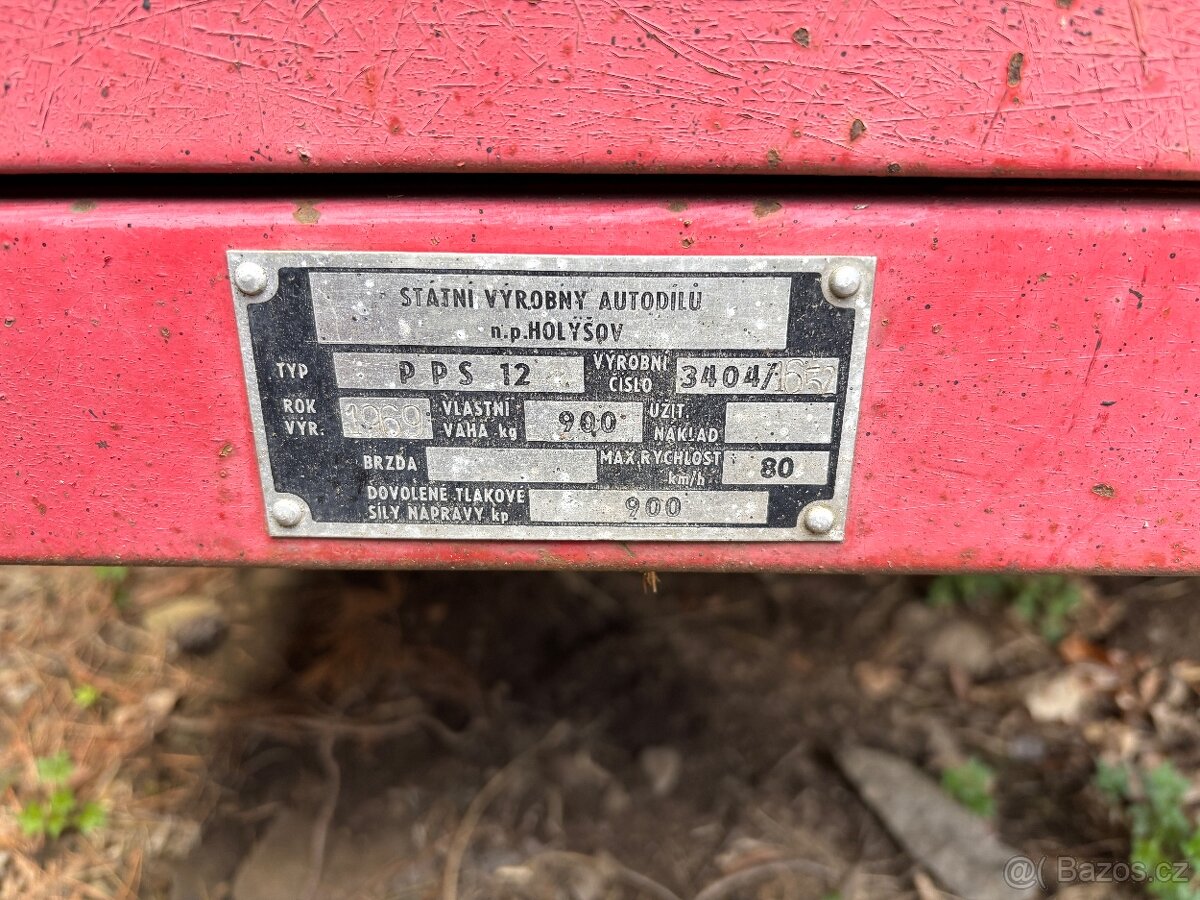 STÁTNÍ VÝROBNY AUTODÍLŮ
n.p. HOLÝŠOV
TYP PPS 12 VÝROBNÍ ČÍSLO 3404/
ROK VÝR. 1969 VLASTNÍ VÁHA kg 900 UŽIT. NÁKLAD
BRZDA MAX. RYCHLOST km/h 80
DOVOLENÉ TLAKOVÉ SÍLY NÁPRAVY kp 900
@( Bazos.cz